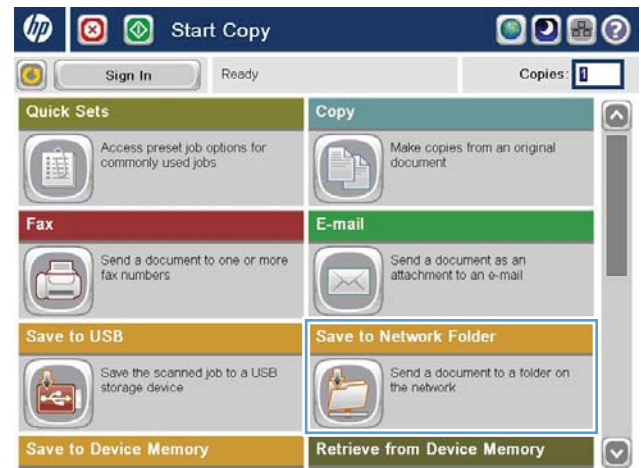 hp Start Copy
Sign In Ready Copies: 1
Quick Sets
Access preset job options for
commonly used jobs
Copy
Make copies from an original
document
Fax
Send a document to one or more
fax numbers
E-mail
Send a document as an
attachment to an e-mail
Save to USB
Save the scanned job to a USB
storage device
Save to Network Folder
Send a document to a folder on
the network
Save to Device Memory
Retrieve from Device Memory